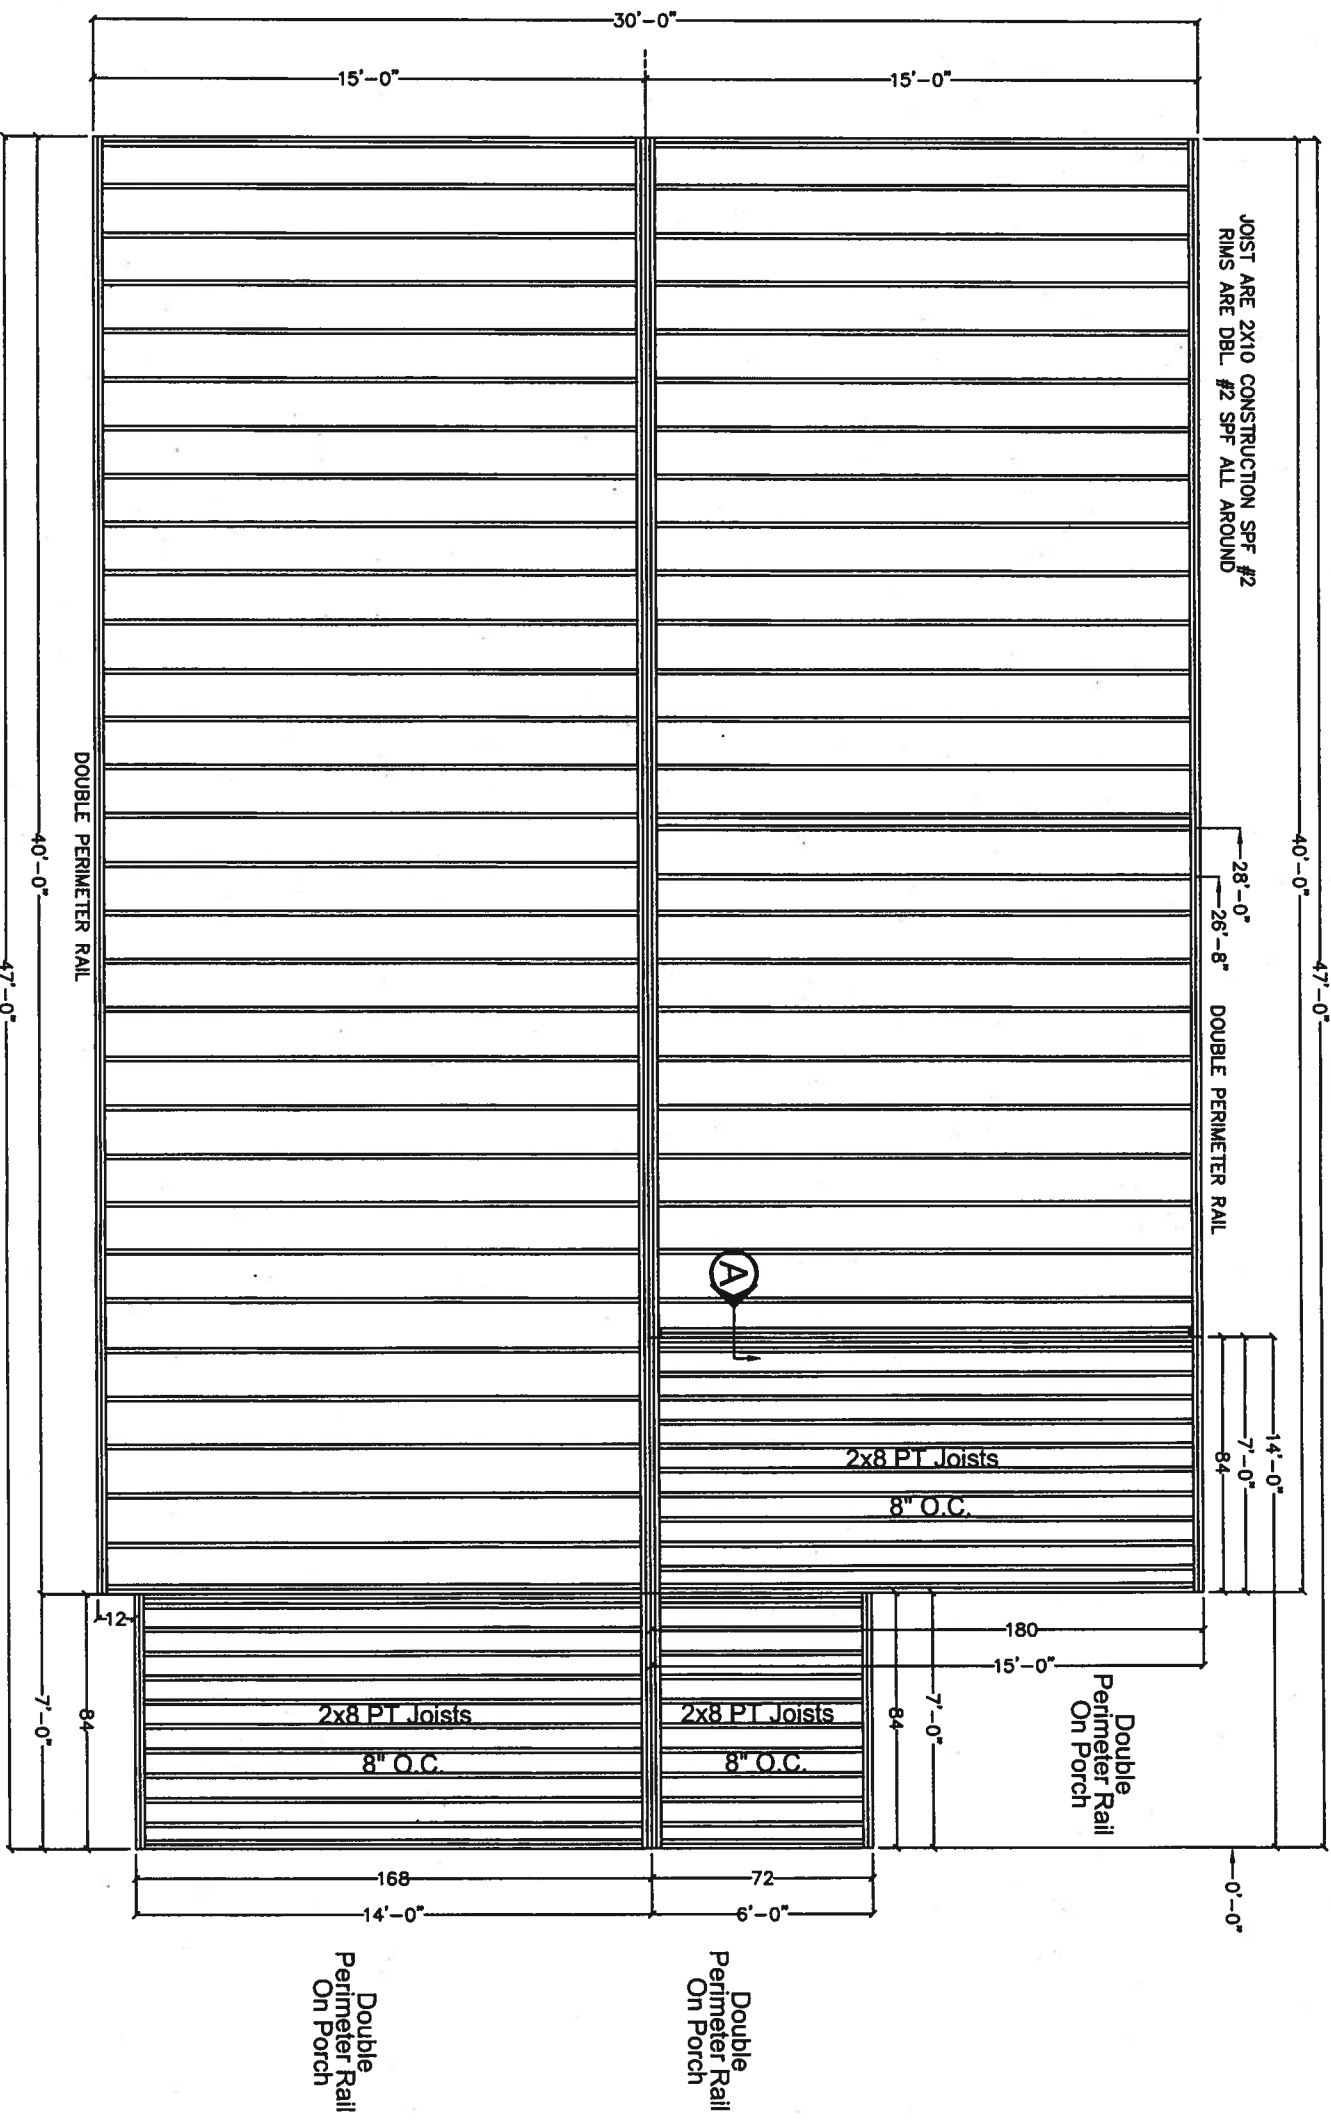 30'-0"
15'-0"
15'-0"
JOIST ARE 2X10 CONSTRUCTION SPF #2
RIMS ARE DBL. #2 SPF ALL AROUND
47'-0"
40'-0"
28'-0"
26'-8"
DOUBLE PERIMETER RAIL
DOUBLE PERIMETER RAIL
40'-0"
47'-0"
A
14'-0"
7'-0"
84
2x8 PT Joists
8" O.C.
12
180
15'-0"
Double
Perimeter Rail
On Porch
7'-0"
84
7'-0"
84
2x8 PT Joists
8" O.C.
2x8 PT Joists
8" O.C.
0'-0"
168
72
14'-0"
6'-0"
Double
Perimeter Rail
On Porch
Double
Perimeter Rail
On Porch